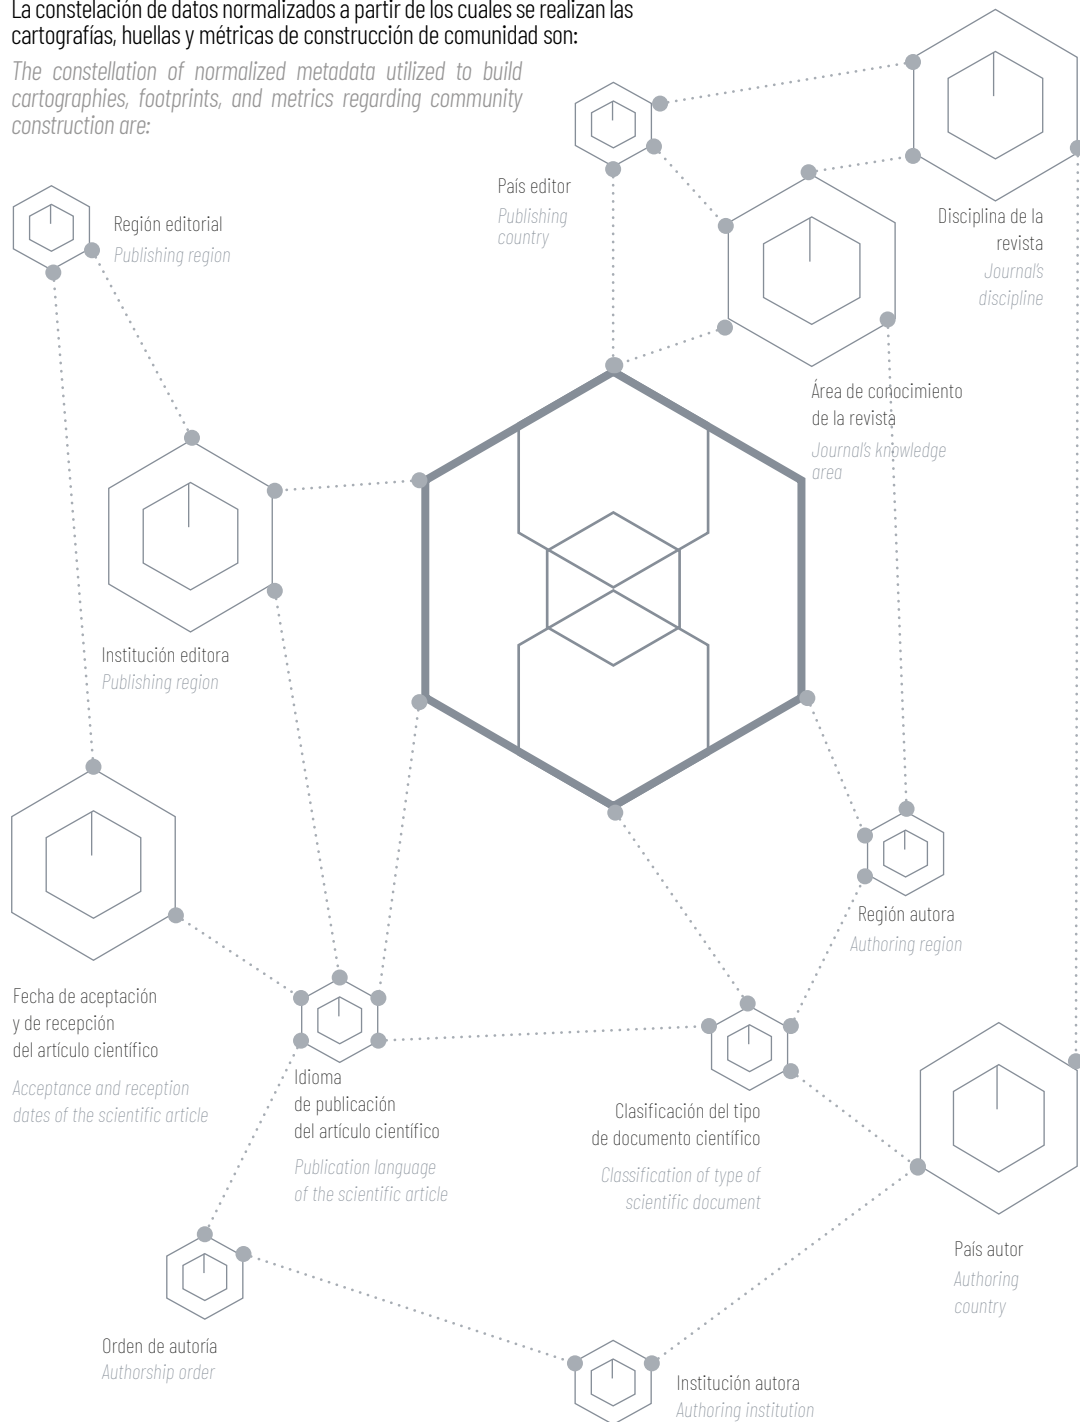 La constelación de datos normalizados a partir de los cuales se realizan las
cartografías, huellas y métricas de construcción de comunidad son:
The constellation of normalized metadata utilized to build
cartographies, footprints, and metrics regarding community
construction are:
País editor
Publishing
country
Región editorial
Publishing region
Disciplina de la
revista
Journal's
discipline
Área de conocimiento
de la revista
Journal's knowledge
area
Institución editora
Publishing region
Región autora
Authoring region
Fecha de aceptación
y de recepción
del artículo científico
Acceptance and reception
dates of the scientific article
Idioma
de publicación
del artículo científico
Publication language
of the scientific article
Clasificación del tipo
de documento científico
Classification of type of
scientific document
País autor
Authoring
country
Orden de autoría
Authorship order
Institución autora
Authoring institution